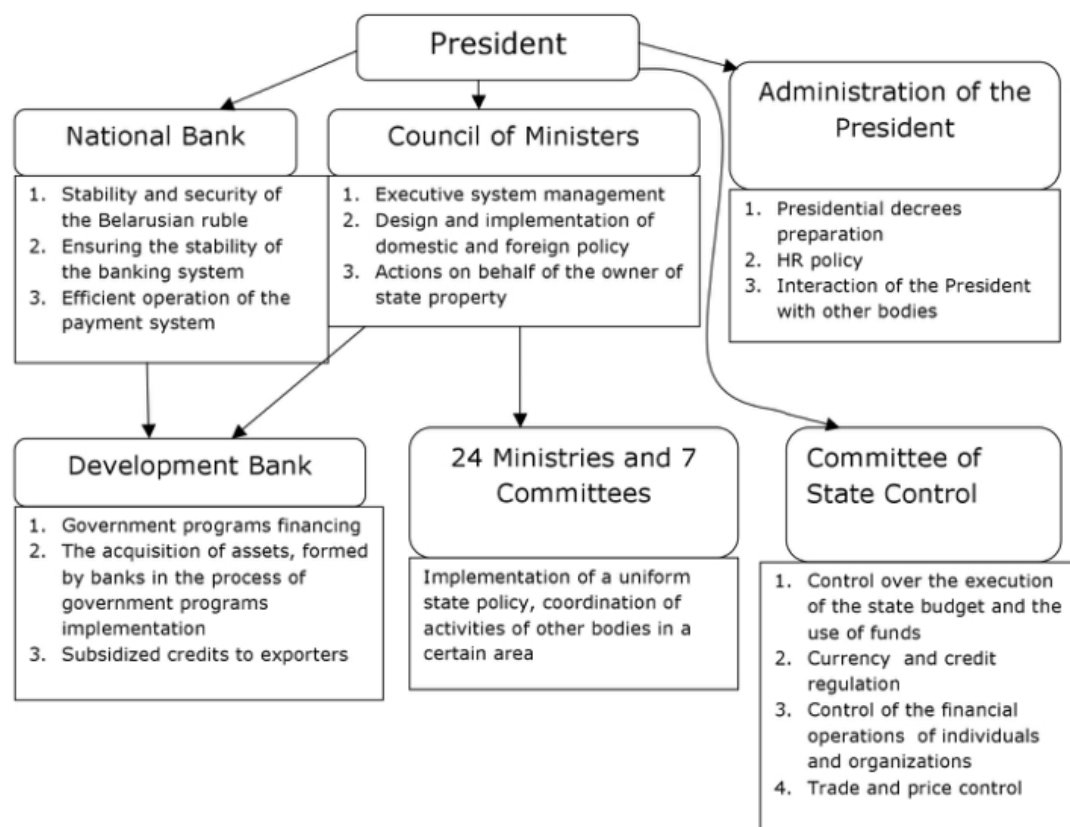 President
National Bank
1. Stability and security of
the Belarusian ruble
2. Ensuring the stability of
the banking system
3. Efficient operation of the
payment system
Council of Ministers
1. Executive system management
2. Design and implementation of
domestic and foreign policy
3. Actions on behalf of the owner of
state property
Administration of the
President
1. Presidential decrees
preparation
2. HR policy
3. Interaction of the President
with other bodies
Development Bank
1. Government programs financing
2. The acquisition of assets, formed
by banks in the process of
government programs
implementation
3. Subsidized credits to exporters
24 Ministries and 7
Committees
Implementation of a uniform
state policy, coordination of
activities of other bodies in a
certain area
Committee of
State Control
1. Control over the execution
of the state budget and the
use of funds
2. Currency and credit
regulation
3. Control of the financial
operations of individuals
and organizations
4. Trade and price control